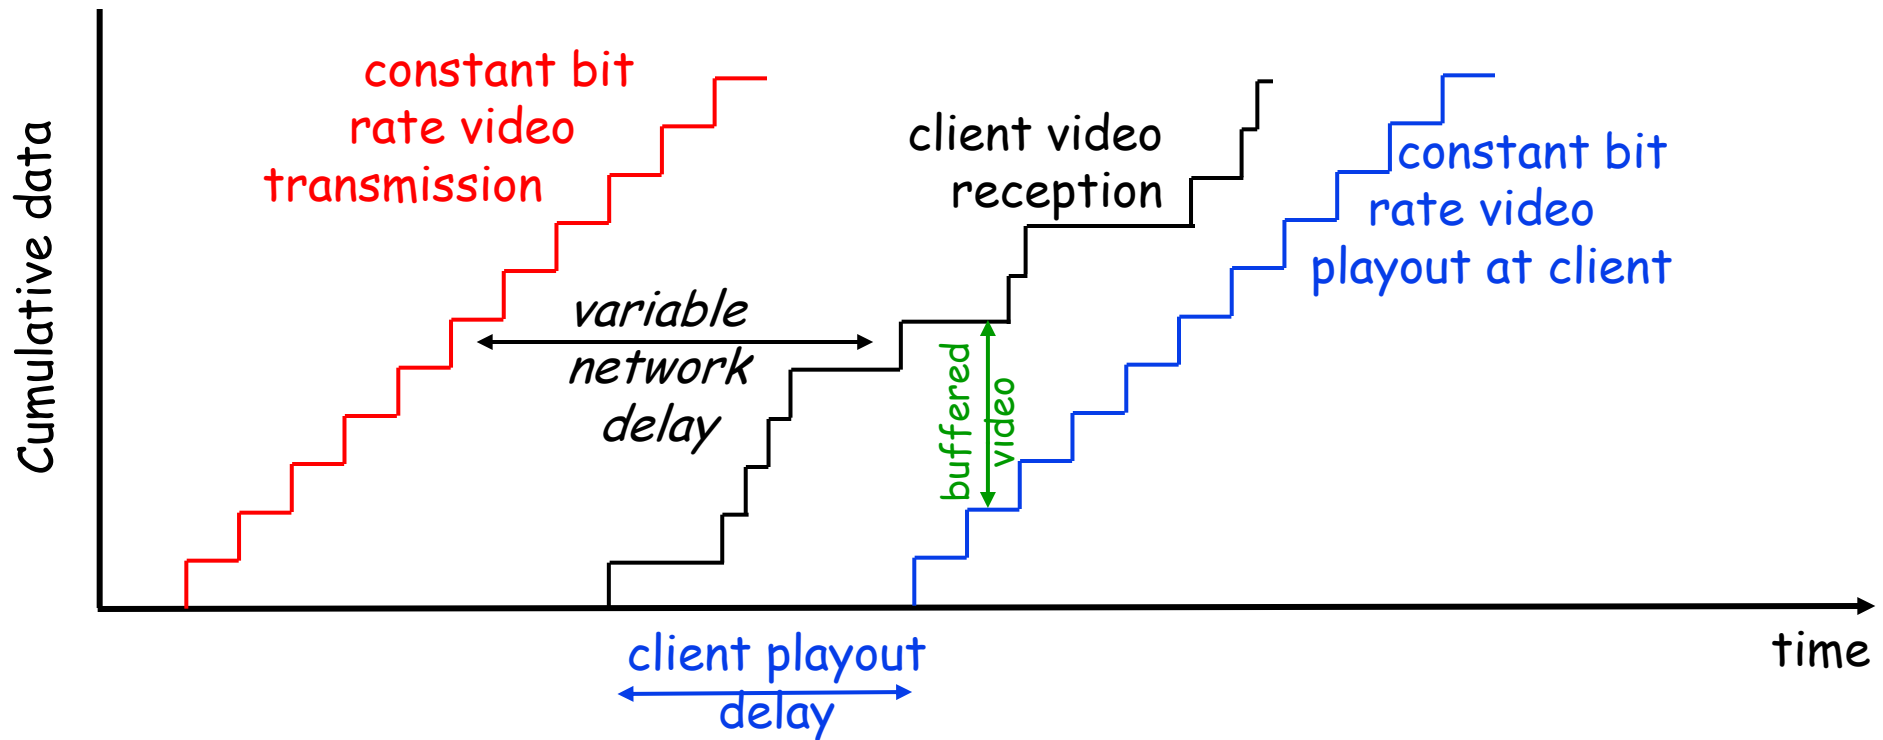 constant bit
rate video
transmission
client video
reception
constant bit
rate video
playout at client
Cumulative data
variable
network
delay
buffered
video
time
client playout
delay